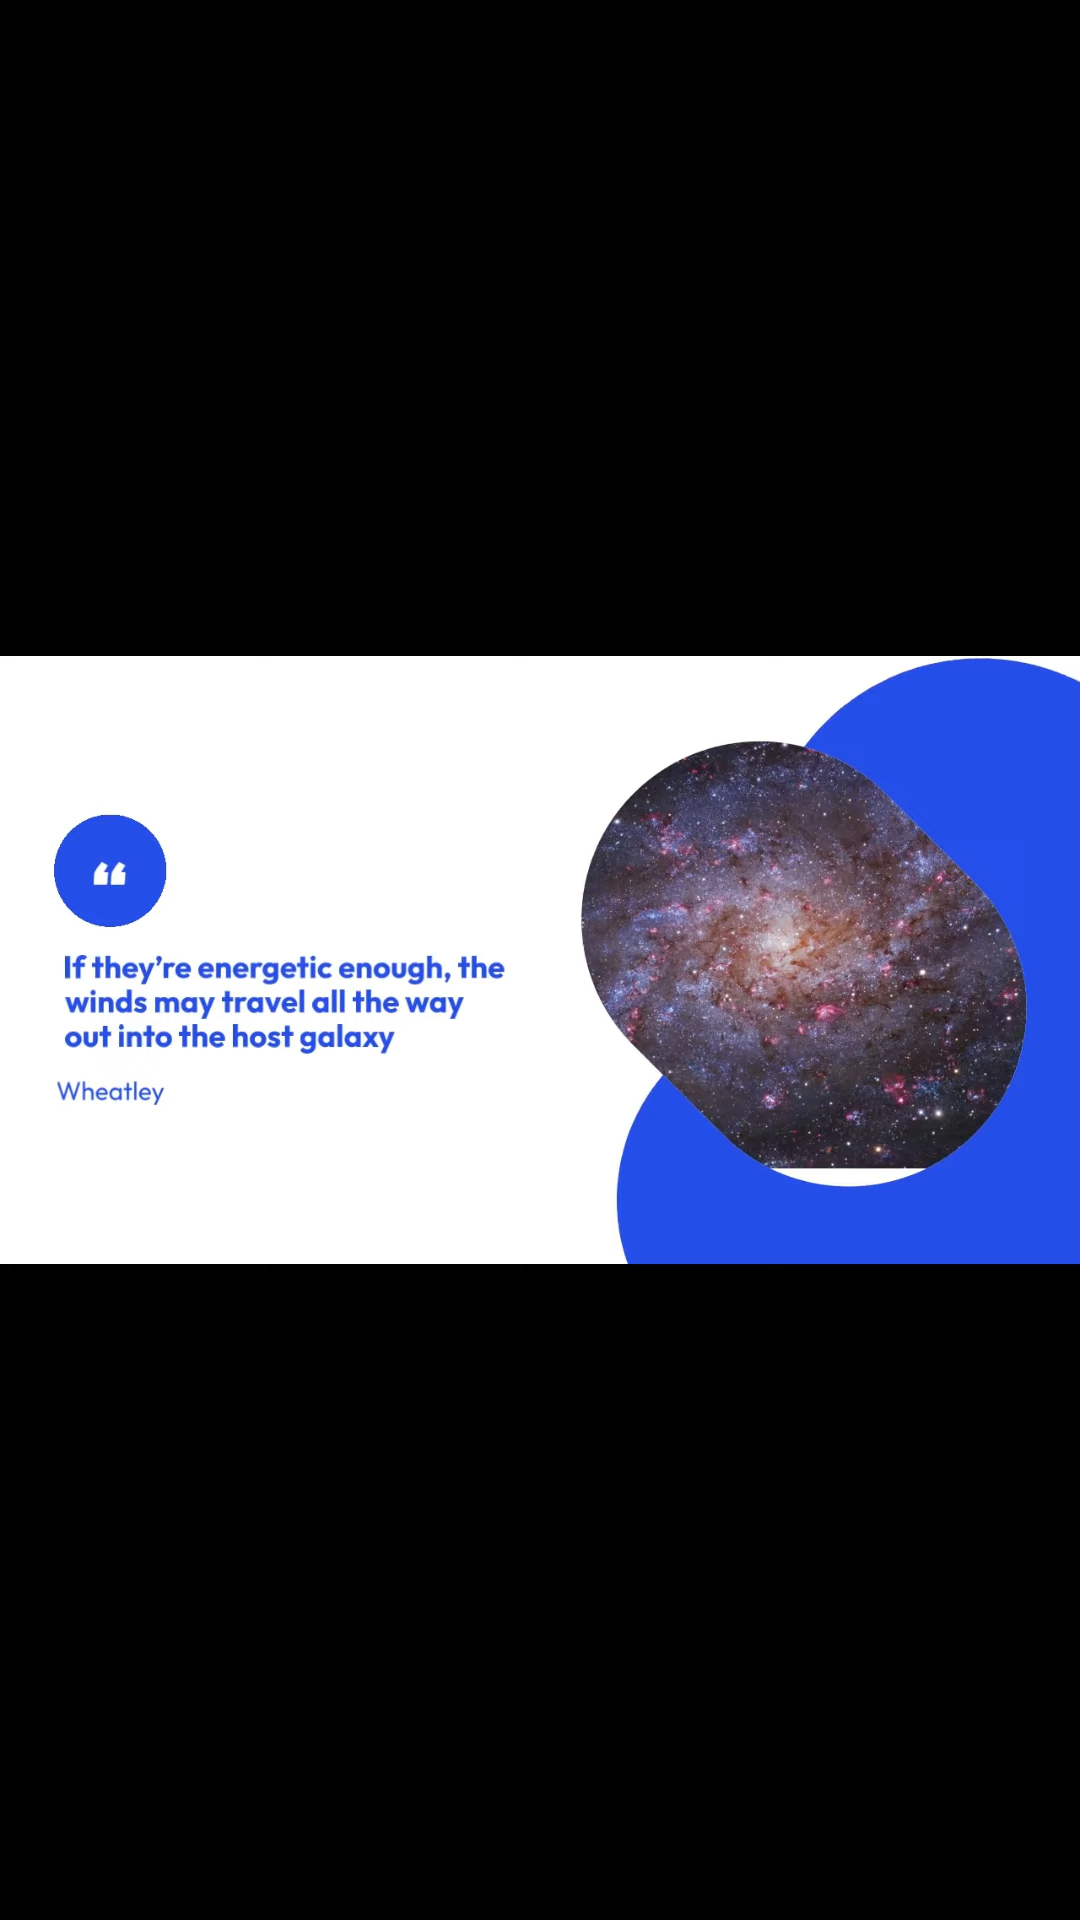 “
If they’re energetic enough, the
winds may travel all the way
out into the host galaxy
Wheatley